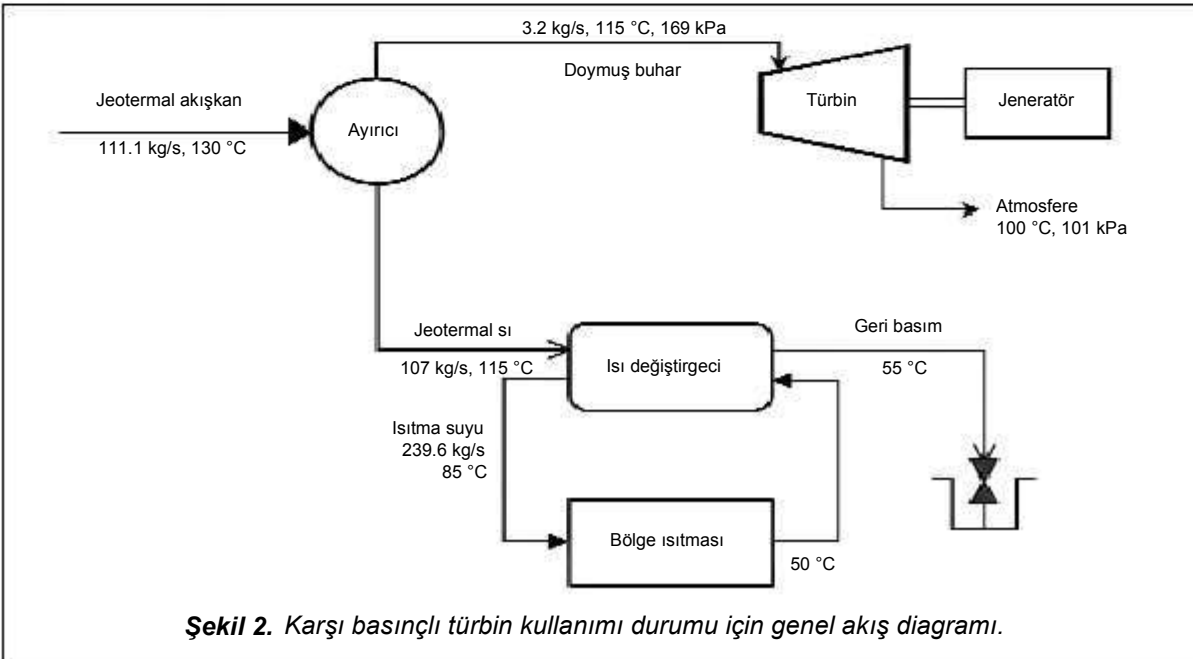 3.2 kg/s, 115 °C, 169 kPa
Doymuş buhar
Jeotermal akışkan
111.1 kg/s, 130 °C
Ayırıcı
Türbin
Jeneratör
Atmosfere
100 °C, 101 kPa
Jeotermal sı
107 kg/s, 115 °C
Isı değiştirgeci
Geri basım
55 °C
Isıtma suyu
239.6 kg/s
85 °C
Bölge ısıtması
50 °C
Şekil 2. Karşı basınçlı türbin kullanımı durumu için genel akış diagramı.